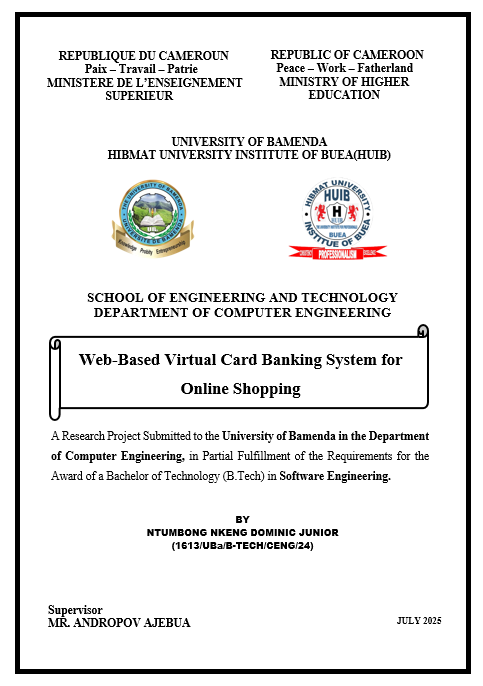 REPUBLIQUE DU CAMEROUN
Paix – Travail – Patrie
MINISTERE DE L’ENSEIGNEMENT
SUPERIEUR
REPUBLIC OF CAMEROON
Peace – Work – Fatherland
MINISTRY OF HIGHER
EDUCATION
UNIVERSITY OF BAMENDA
HIBMAT UNIVERSITY INSTITUTE OF BUEA(HUIB)
THE UNIVERSITY OF BAMENDA
UNIVERSITE DE BAMENDA
Knowledge Probity Entrepreneurship
HIBMAT UNIVERSITY
HUIB
H
BUEA
INSTITUE OF BUEA
PROFESSIONALISM
SCHOOL OF ENGINEERING AND TECHNOLOGY
DEPARTMENT OF COMPUTER ENGINEERING
Web-Based Virtual Card Banking System for
Online Shopping
A Research Project Submitted to the University of Bamenda in the Department
of Computer Engineering, in Partial Fulfillment of the Requirements for the
Award of a Bachelor of Technology (B.Tech) in Software Engineering.
BY
NTUMBONG NKENG DOMINIC JUNIOR
(1613/UBa/B-TECH/CENG/24)
Supervisor
MR. ANDROPOV AJEBUA
JULY 2025